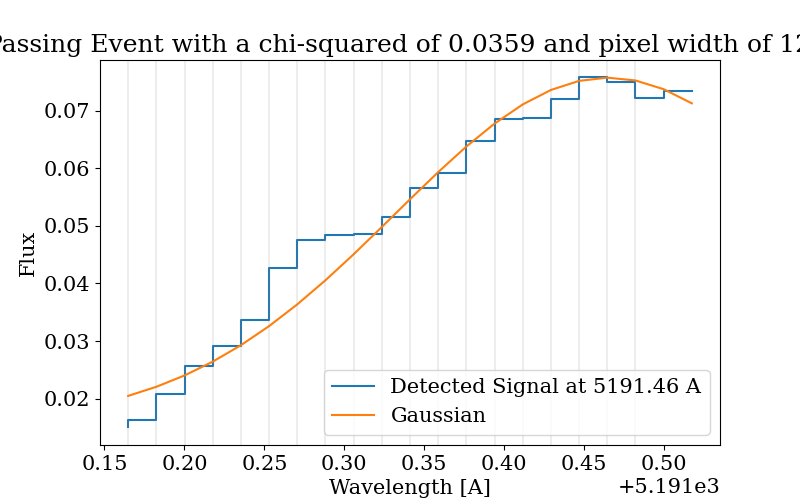 Passing Event with a chi-squared of 0.0359 and pixel width of 12
0.07
0.06
0.05
0.04
0.03
0.02
Flux
Detected Signal at 5191.46 A
Gaussian
0.15 0.20 0.25 0.30 0.35 0.40 0.45 0.50
Wavelength [A]
+5.191e3